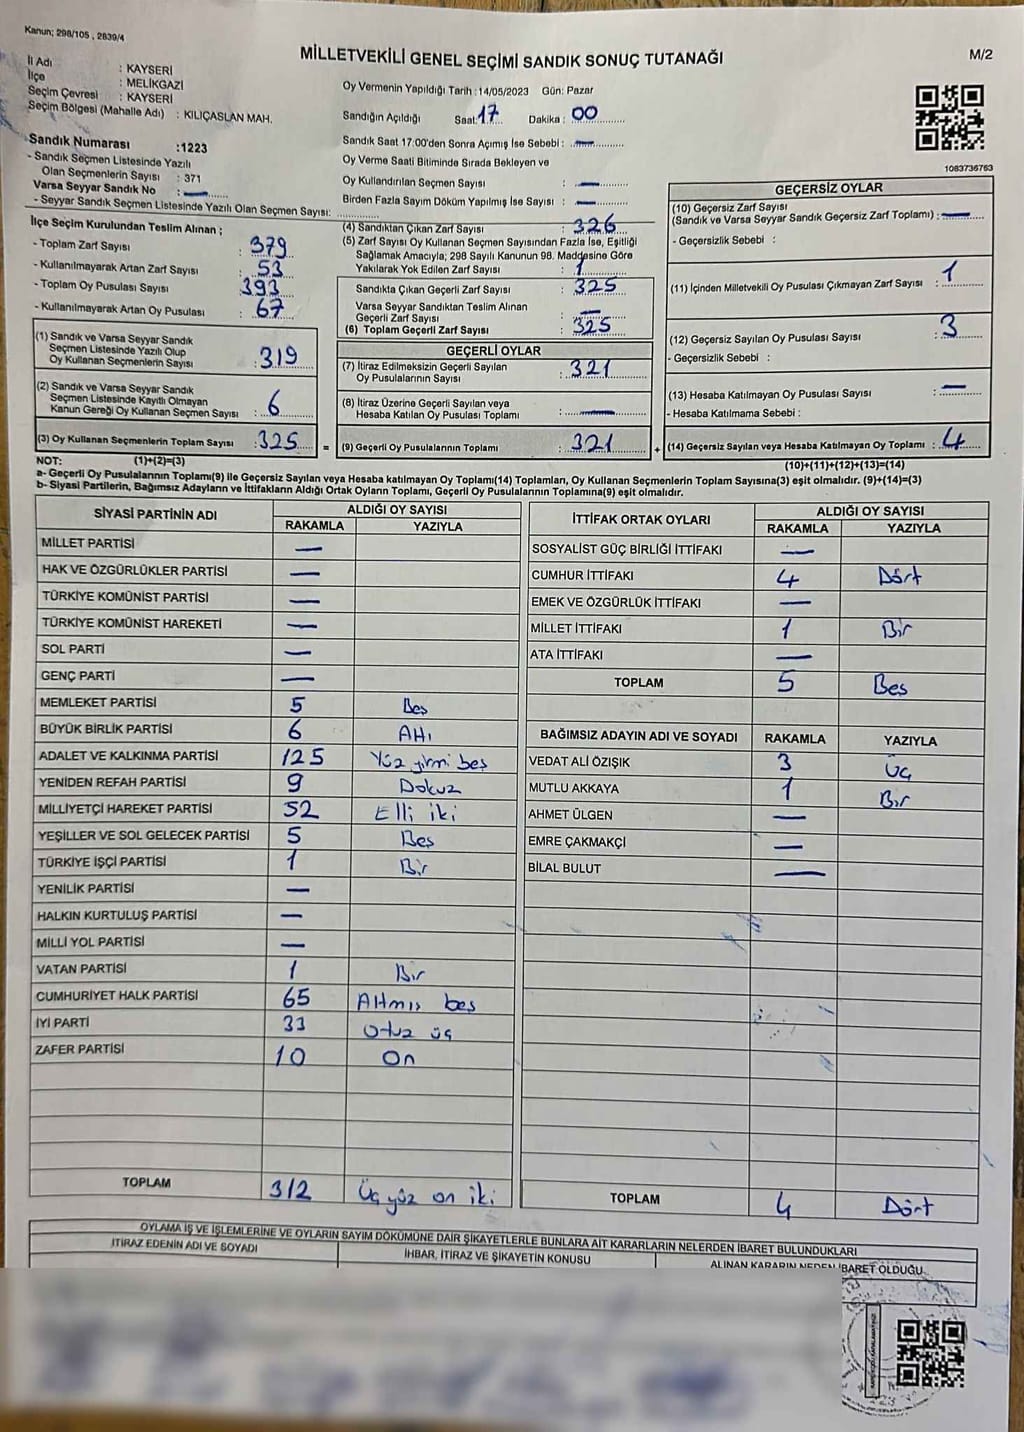 Kanun; 298/105 , 2839/4
MİLLETVEKİLİ GENEL SEÇİMİ SANDIK SONUÇ TUTANAĞI
M/2
İl Adı : KAYSERİ
İlçe : MELİKGAZİ
Seçim Çevresi : KAYSERİ
Seçim Bölgesi (Mahalle Adı) : KILIÇASLAN MAH.
Sandık Numarası :1223
- Sandık Seçmen Listesinde Yazılı
Olan Seçmenlerin Sayısı : 371
Varsa Seyyar Sandık No : —
- Seyyar Sandık Seçmen Listesinde Yazılı Olan Seçmen Sayısı:
Oy Vermenin Yapıldığı Tarih : 14/05/2023 Gün: Pazar
Sandığın Açıldığı Saat: 17 Dakika : 00
Sandık Saat 17.00'den Sonra Açımış İse Sebebi : —
Oy Verme Saati Bitiminde Sırada Bekleyen ve
Oy Kullandırılan Seçmen Sayısı : —
Birden Fazla Sayım Döküm Yapılmış İse Sayısı : —
1083736763
İlçe Seçim Kurulundan Teslim Alınan ;
- Toplam Zarf Sayısı : 379
- Kullanılmayarak Artan Zarf Sayısı : 53
- Toplam Oy Pusulası Sayısı : 393
- Kullanılmayarak Artan Oy Pusulası : 67
(1) Sandık ve Varsa Seyyar Sandık
Seçmen Listesinde Yazılı Olup
Oy Kullanan Seçmenlerin Sayısı : 319
(2) Sandık ve Varsa Seyyar Sandık
Seçmen Listesinde Kayıtlı Olmayan
Kanun Gereği Oy Kullanan Seçmen Sayısı : 6
(3) Oy Kullanan Seçmenlerin Toplam Sayısı : 325
(4) Sandıktan Çıkan Zarf Sayısı : 326
(5) Zarf Sayısı Oy Kullanan Seçmen Sayısından Fazla İse, Eşitliği
Sağlamak Amacıyla; 298 Sayılı Kanunun 98. Maddesine Göre
Yakılarak Yok Edilen Zarf Sayısı : 1
Sandıkta Çıkan Geçerli Zarf Sayısı : 325
Varsa Seyyar Sandıktan Teslim Alınan
Geçerli Zarf Sayısı : —
(6) Toplam Geçerli Zarf Sayısı : 325
GEÇERLİ OYLAR
(7) İtiraz Edilmeksizin Geçerli Sayılan
Oy Pusulalarının Sayısı : 321
(8) İtiraz Üzerine Geçerli Sayılan veya
Hesaba Katılan Oy Pusulası Toplamı : —
= (9) Geçerli Oy Pusulalarının Toplamı : 321
GEÇERSİZ OYLAR
(10) Geçersiz Zarf Sayısı
(Sandık ve Varsa Seyyar Sandık Geçersiz Zarf Toplamı) : —
- Geçersizlik Sebebi :
(11) İçinden Milletvekili Oy Pusulası Çıkmayan Zarf Sayısı : 1
(12) Geçersiz Sayılan Oy Pusulası Sayısı : 3
- Geçersizlik Sebebi :
(13) Hesaba Katılmayan Oy Pusulası Sayısı : —
- Hesaba Katılmama Sebebi :
+ (14) Geçersiz Sayılan veya Hesaba Katılmayan Oy Toplamı : 4
NOT: (1)+(2)=(3)
(10)+(11)+(12)+(13)=(14)
a- Geçerli Oy Pusulalarının Toplamı(9) ile Geçersiz Sayılan veya Hesaba katılmayan Oy Toplamı(14) Toplamları, Oy Kullanan Seçmenlerin Toplam Sayısına(3) eşit olmalıdır. (9)+(14)=(3)
b- Siyasi Partilerin, Bağımsız Adayların ve İttifakların Aldığı Ortak Oyların Toplamı, Geçerli Oy Pusulalarının Toplamına(9) eşit olmalıdır.
SİYASİ PARTİNİN ADI ALDIĞI OY SAYISI
RAKAMLA YAZIYLA
MİLLET PARTİSİ —
HAK VE ÖZGÜRLÜKLER PARTİSİ —
TÜRKİYE KOMÜNİST PARTİSİ —
TÜRKİYE KOMÜNİST HAREKETİ —
SOL PARTİ —
GENÇ PARTİ —
MEMLEKET PARTİSİ 5 Beş
BÜYÜK BİRLİK PARTİSİ 6 Altı
ADALET VE KALKINMA PARTİSİ 125 Yüz yirmi beş
YENİDEN REFAH PARTİSİ 9 Dokuz
MİLLİYETÇİ HAREKET PARTİSİ 52 Elli iki
YEŞİLLER VE SOL GELECEK PARTİSİ 5 Beş
TÜRKİYE İŞÇİ PARTİSİ 1 Bir
YENİLİK PARTİSİ —
HALKIN KURTULUŞ PARTİSİ —
MİLLİ YOL PARTİSİ —
VATAN PARTİSİ 1 Bir
CUMHURİYET HALK PARTİSİ 65 Altmış beş
İYİ PARTİ 33 Otuz üç
ZAFER PARTİSİ 10 On
TOPLAM 312 Üç yüz on iki
İTTİFAK ORTAK OYLARI ALDIĞI OY SAYISI
RAKAMLA YAZIYLA
SOSYALİST GÜÇ BİRLİĞİ İTTİFAKI —
CUMHUR İTTİFAKI 4 Dört
EMEK VE ÖZGÜRLÜK İTTİFAKI —
MİLLET İTTİFAKI 1 Bir
ATA İTTİFAKI —
TOPLAM 5 Beş
BAĞIMSIZ ADAYIN ADI VE SOYADI RAKAMLA YAZIYLA
VEDAT ALİ ÖZIŞIK 3 Üç
MUTLU AKKAYA 1 Bir
AHMET ÜLGEN —
EMRE ÇAKMAKÇİ —
BİLAL BULUT —
TOPLAM 4 Dört
OYLAMA İŞ VE İŞLEMLERİNE VE OYLARIN SAYIM DÖKÜMÜNE DAİR ŞİKAYETLERLE BUNLARA AİT KARARLARIN NELERDEN İBARET BULUNDUKLARI
İTİRAZ EDENİN ADI VE SOYADI İHBAR, İTİRAZ VE ŞİKAYETİN KONUSU ALINAN KARARIN NEDEN İBARET OLDUĞU